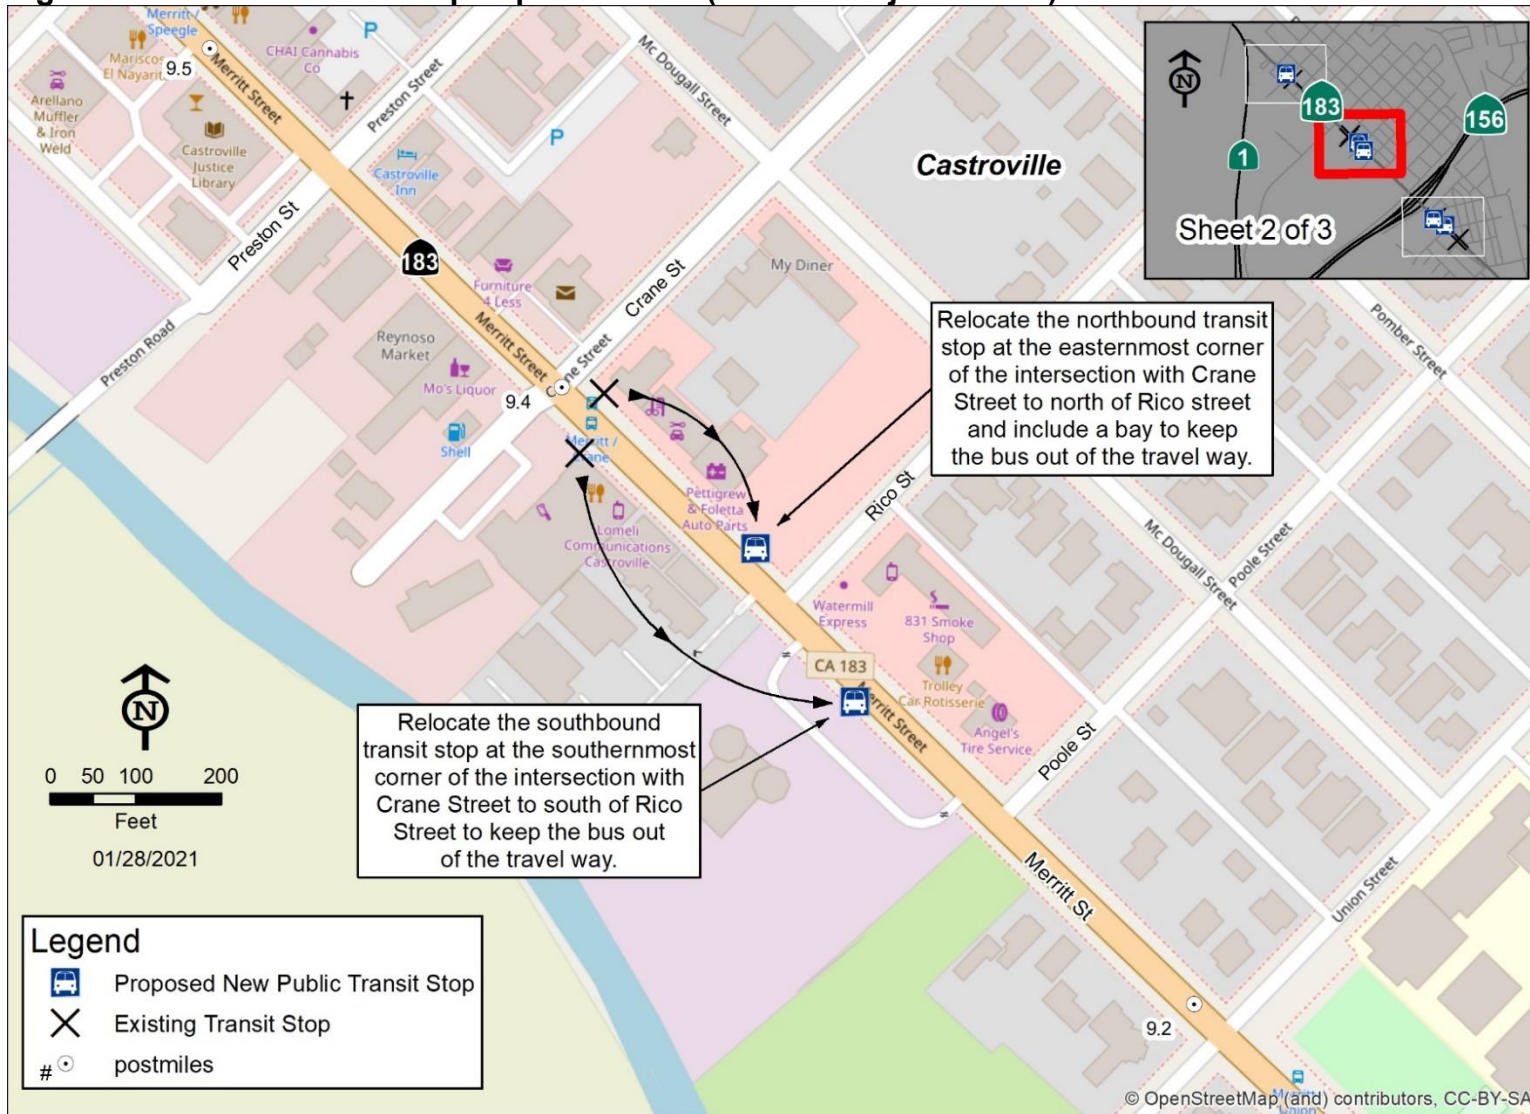 Merritt /
Speegle
Mariscos
El Nayarit
9.5
CHAI Cannabis
Co
P
Merritt Street
Preston Street
Mc Dougall Street
Arellano
Muffler
& Iron
Weld
Castroville
Justice
Library
P
Castroville
Inn
Castroville
N
183
156
1
Sheet 2 of 3
Preston St
183
Furniture
4 Less
Crane St
My Diner
Preston Road
Reynoso
Market
Merritt Street
Mo's Liquor
9.4
Shell
Merritt /
Crane
Pomber Street
Relocate the northbound transit
stop at the easternmost corner
of the intersection with Crane
Street to north of Rico street
and include a bay to keep
the bus out of the travel way.
Pettigrew
& Foletta
Auto Parts
Lomeli
Communications
Castroville
Rico St
Mc Dougall Street
Poole Street
Watermill
Express
831 Smoke
Shop
CA 183
Trolley
Car Rotisserie
Merritt Street
Angel's
Tire Service
Poole St
N
Relocate the southbound
transit stop at the southernmost
corner of the intersection with
Crane Street to south of Rico
Street to keep the bus out
of the travel way.
0 50 100 200
Feet
01/28/2021
Merritt St
Union Street
9.2
Legend
Proposed New Public Transit Stop
Existing Transit Stop
# postmiles
© OpenStreetMap (and) contributors, CC-BY-SA